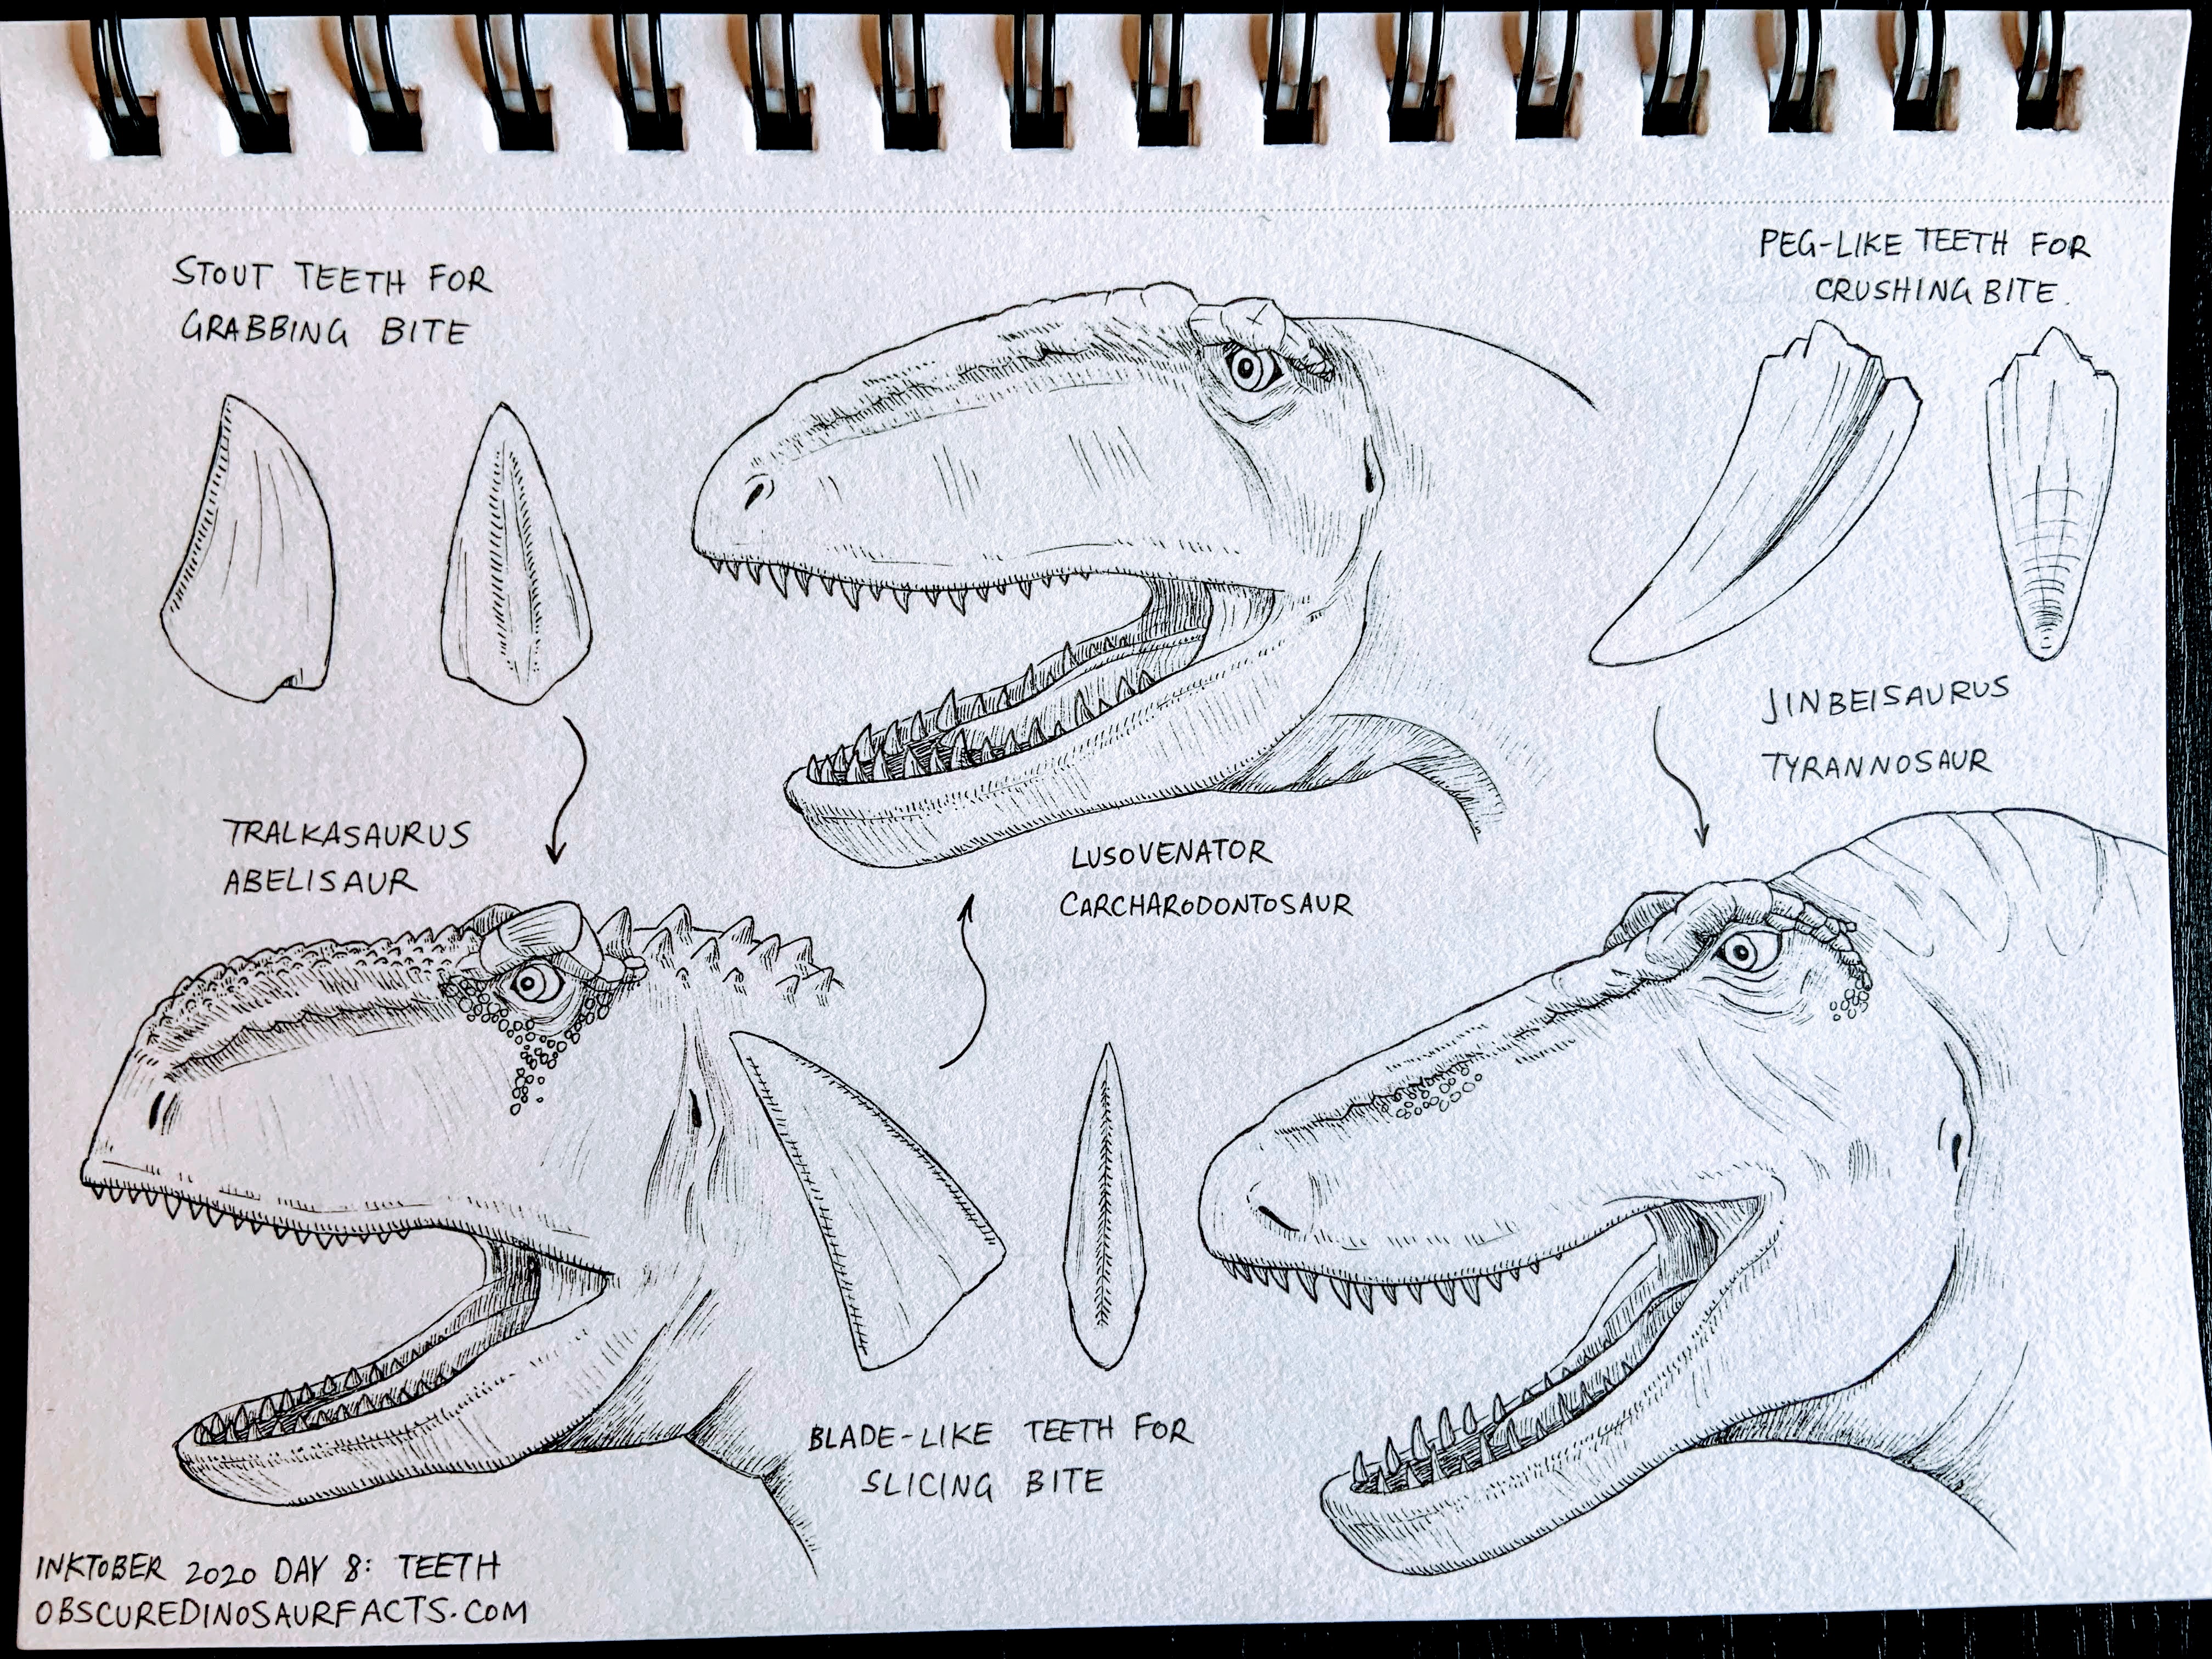 STOUT TEETH FOR
GRABBING BITE
PEG-LIKE TEETH FOR
CRUSHING BITE.
JINBEISAURUS
TYRANNOSAUR
TRALKASAURUS
ABELISAUR
LUSOVENATOR
CARCHARODONTOSAUR
BLADE-LIKE TEETH FOR
SLICING BITE
INKTOBER 2020 DAY 8: TEETH
OBSCUREDINOSAURFACTS.COM